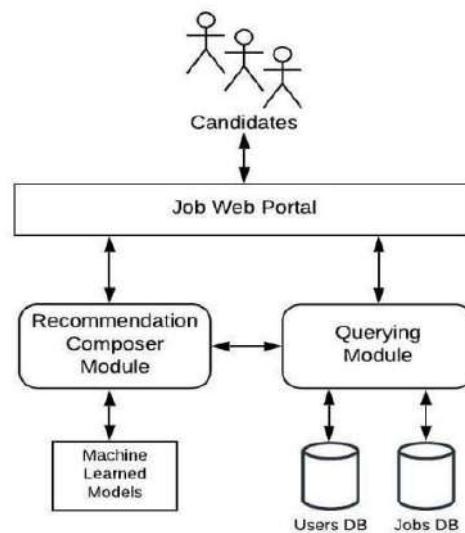 Candidates
Job Web Portal
Recommendation
Composer
Module
Querying
Module
Machine
Learned
Models
Users DB
Jobs DB